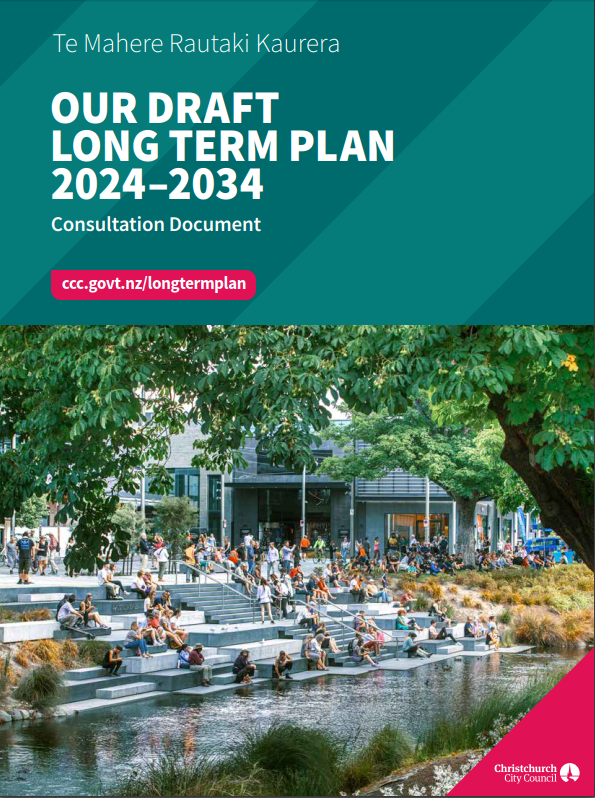 Te Mahere Rautaki Kaurera
OUR DRAFT
LONG TERM PLAN
2024–2034
Consultation Document
ccc.govt.nz/longtermplan
Christchurch
City Council